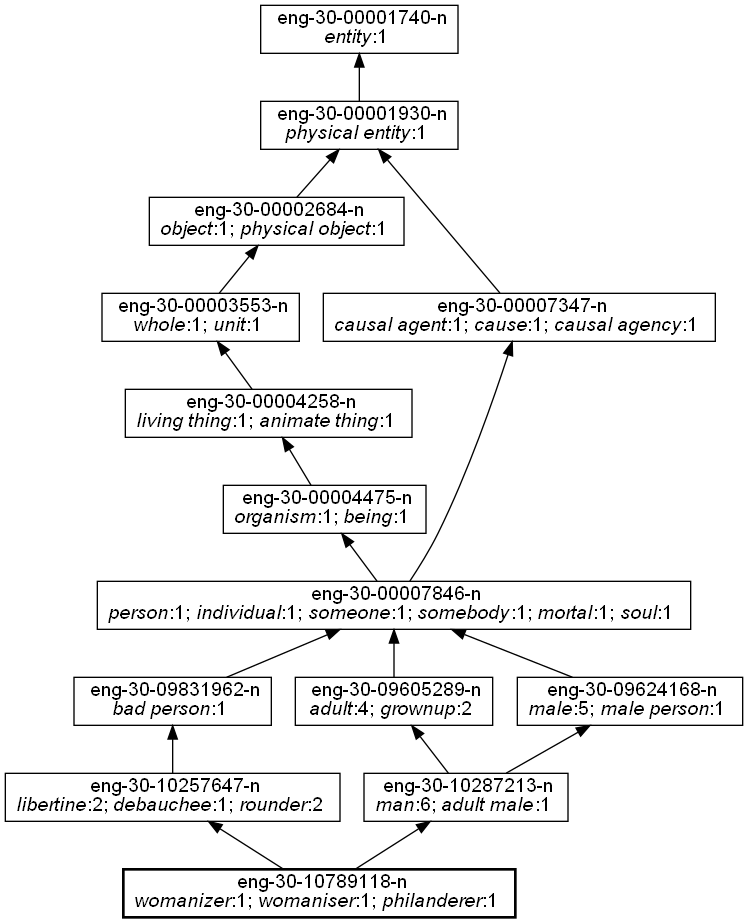 eng-30-00001740-n
entity:1
eng-30-00001930-n
physical entity:1
eng-30-00002684-n
object:1; physical object:1
eng-30-00003553-n
whole:1; unit:1
eng-30-00007347-n
causal agent:1; cause:1; causal agency:1
eng-30-00004258-n
living thing:1; animate thing:1
eng-30-00004475-n
organism:1; being:1
eng-30-00007846-n
person:1; individual:1; someone:1; somebody:1; mortal:1; soul:1
eng-30-09831962-n
bad person:1
eng-30-09605289-n
adult:4; grownup:2
eng-30-09624168-n
male:5; male person:1
eng-30-10257647-n
libertine:2; debauchee:1; rounder:2
eng-30-10287213-n
man:6; adult male:1
eng-30-10789118-n
womanizer:1; womaniser:1; philanderer:1